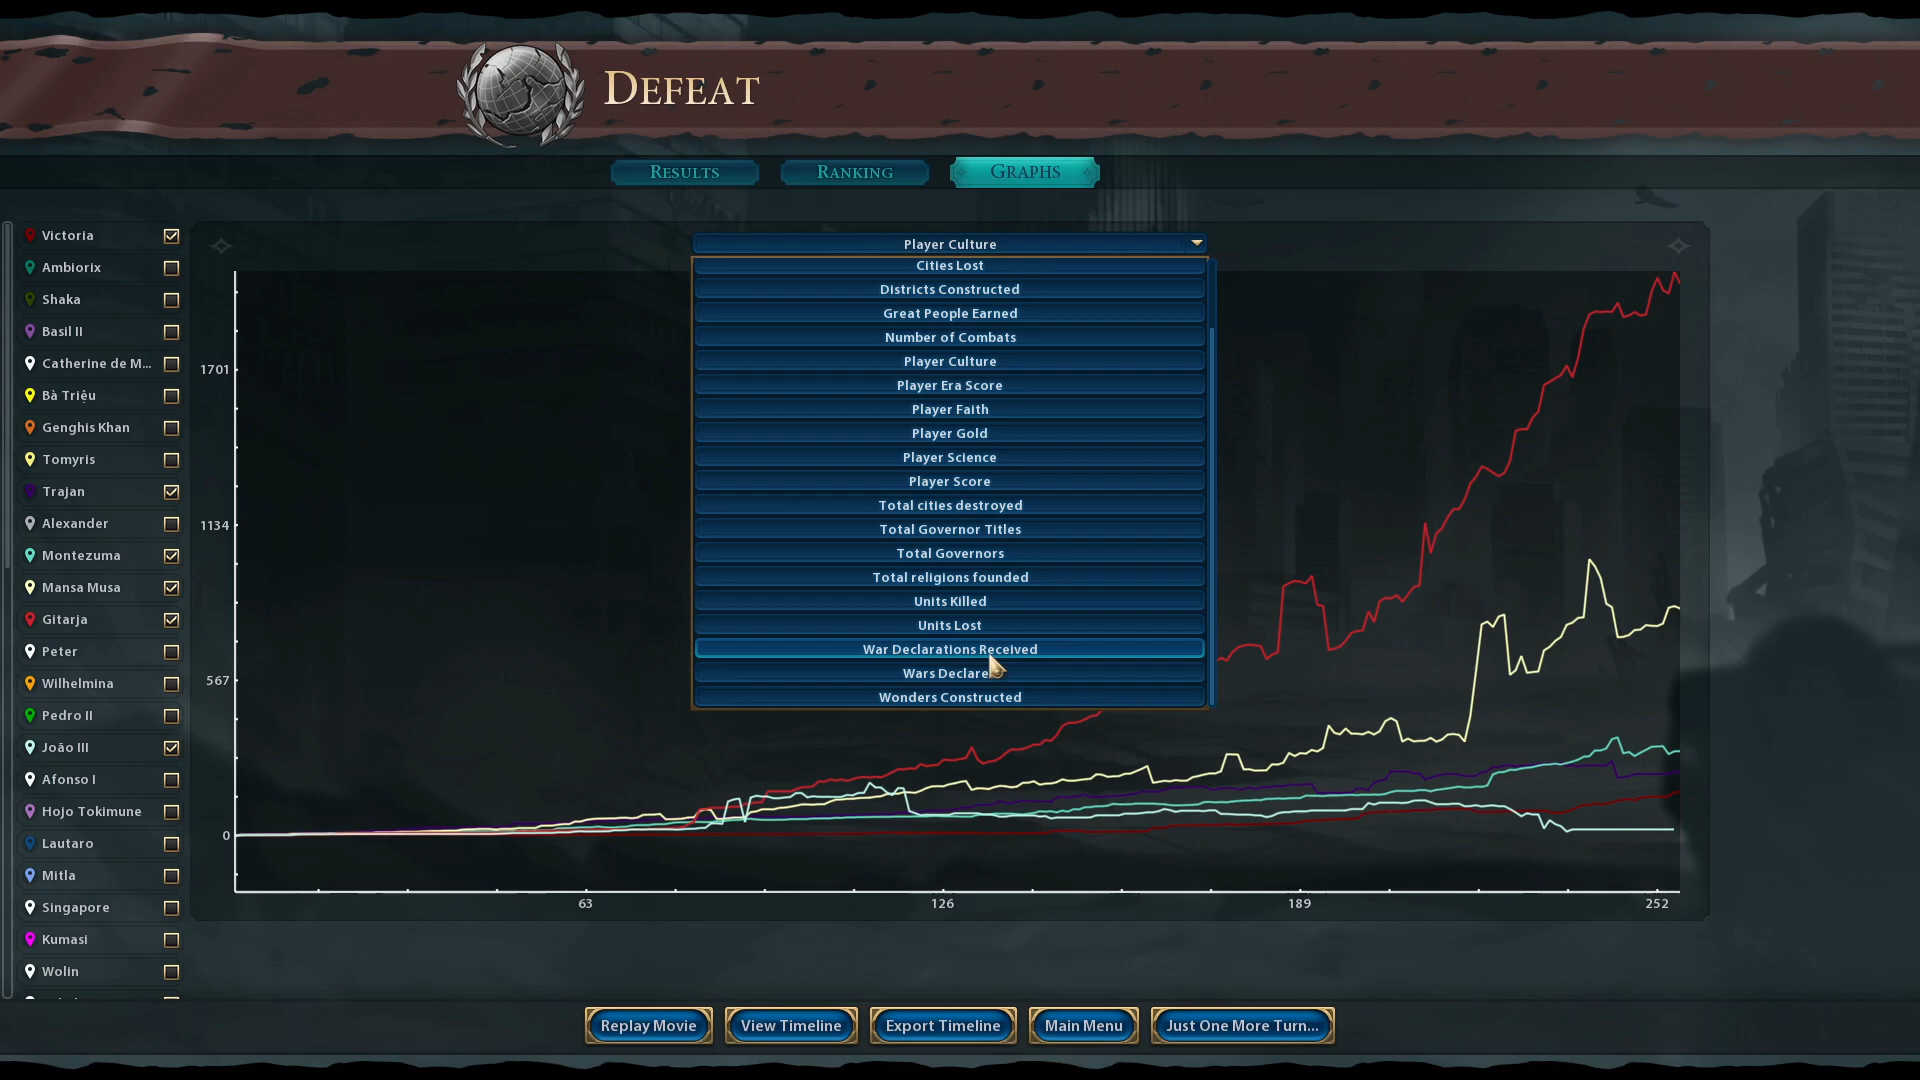 DEFEAT
RESULTS
RANKING
GRAPHS
Victoria
Ambiorix
Shaka
Basil II
Catherine de M...
Bà Triệu
Genghis Khan
Tomyris
Trajan
Alexander
Montezuma
Mansa Musa
Gitarja
Peter
Wilhelmina
Pedro II
João III
Afonso I
Hojo Tokimune
Lautaro
Mitla
Singapore
Kumasi
Wolin
Player Culture
Cities Lost
Districts Constructed
Great People Earned
Number of Combats
Player Culture
Player Era Score
Player Faith
Player Gold
Player Science
Player Score
Total cities destroyed
Total Governor Titles
Total Governors
Total religions founded
Units Killed
Units Lost
War Declarations Received
Wars Declare
Wonders Constructed
1701
1134
567
0
63
126
189
252
Replay Movie
View Timeline
Export Timeline
Main Menu
Just One More Turn...